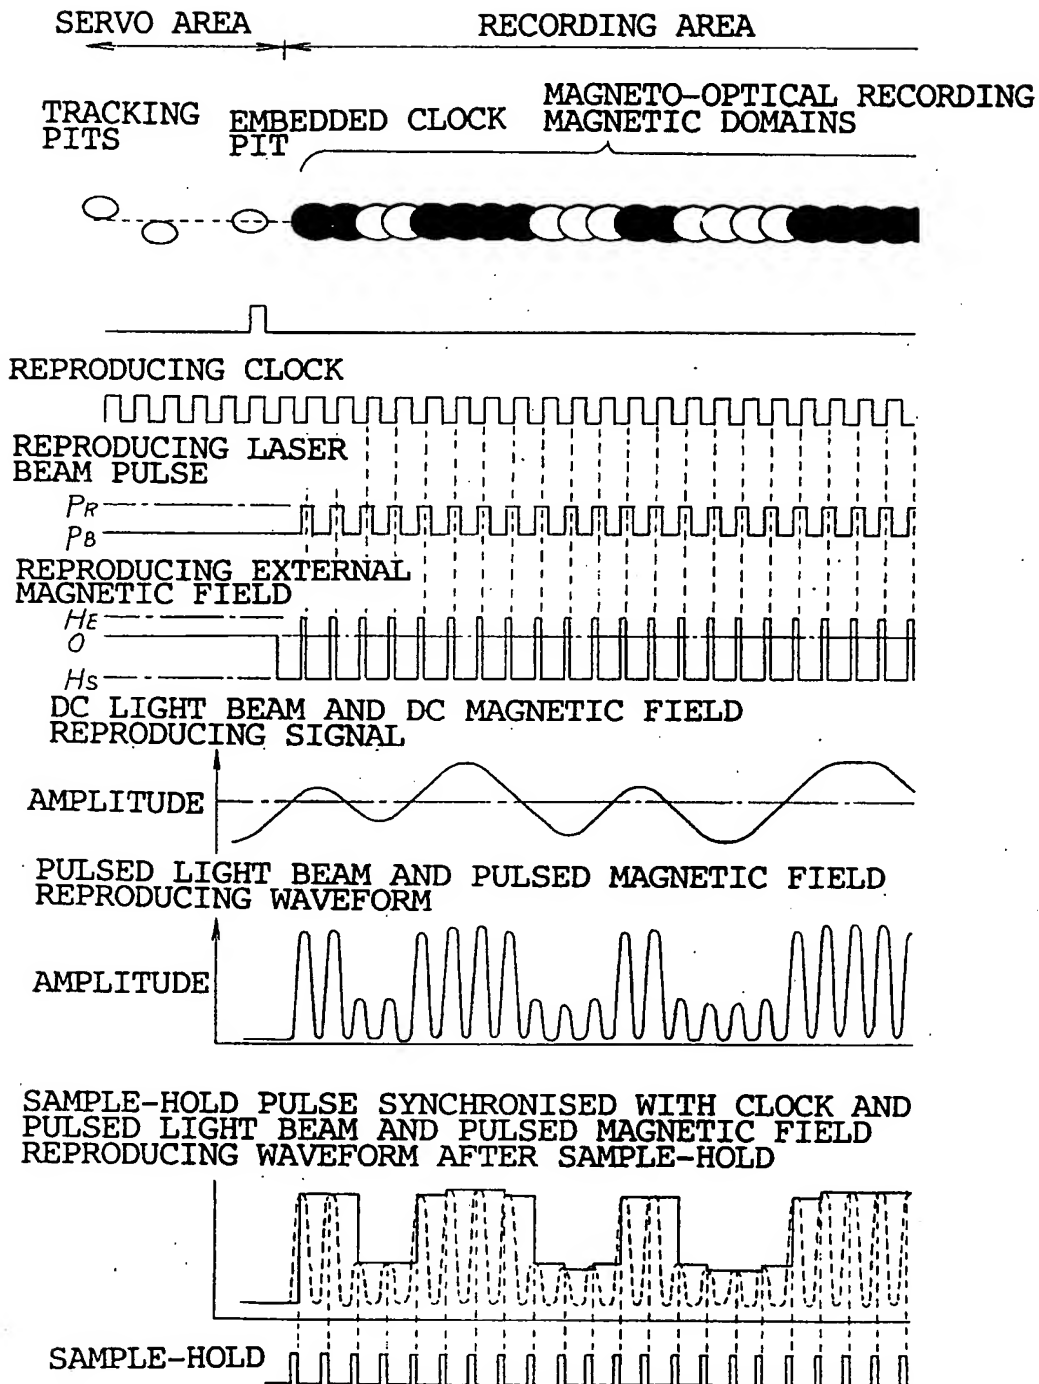 SERVO AREA
RECORDING AREA
MAGNETO-OPTICAL RECORDING
MAGNETIC DOMAINS
TRACKING
PITS
EMBEDDED CLOCK
PIT
REPRODUCING CLOCK
REPRODUCING LASER
BEAM PULSE
PR
PB
REPRODUCING EXTERNAL
MAGNETIC FIELD
HE
O
HS
DC LIGHT BEAM AND DC MAGNETIC FIELD
REPRODUCING SIGNAL
AMPLITUDE
PULSED LIGHT BEAM AND PULSED MAGNETIC FIELD
REPRODUCING WAVEFORM
AMPLITUDE
SAMPLE-HOLD PULSE SYNCHRONISED WITH CLOCK AND
PULSED LIGHT BEAM AND PULSED MAGNETIC FIELD
REPRODUCING WAVEFORM AFTER SAMPLE-HOLD
SAMPLE-HOLD